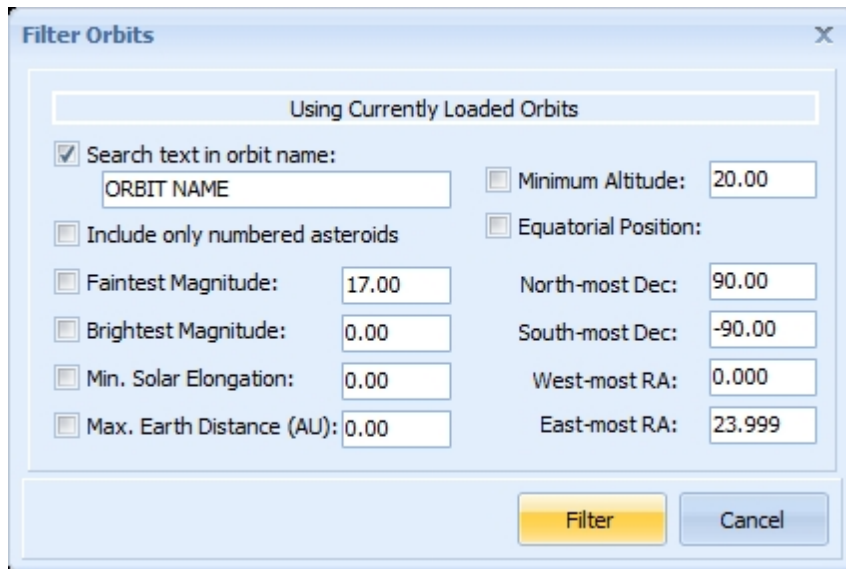 Filter Orbits
Using Currently Loaded Orbits
Search text in orbit name:
ORBIT NAME
Include only numbered asteroids
Faintest Magnitude: 17.00
Brightest Magnitude: 0.00
Min. Solar Elongation: 0.00
Max. Earth Distance (AU): 0.00
Minimum Altitude: 20.00
Equatorial Position:
North-most Dec: 90.00
South-most Dec: -90.00
West-most RA: 0.000
East-most RA: 23.999
Filter Cancel